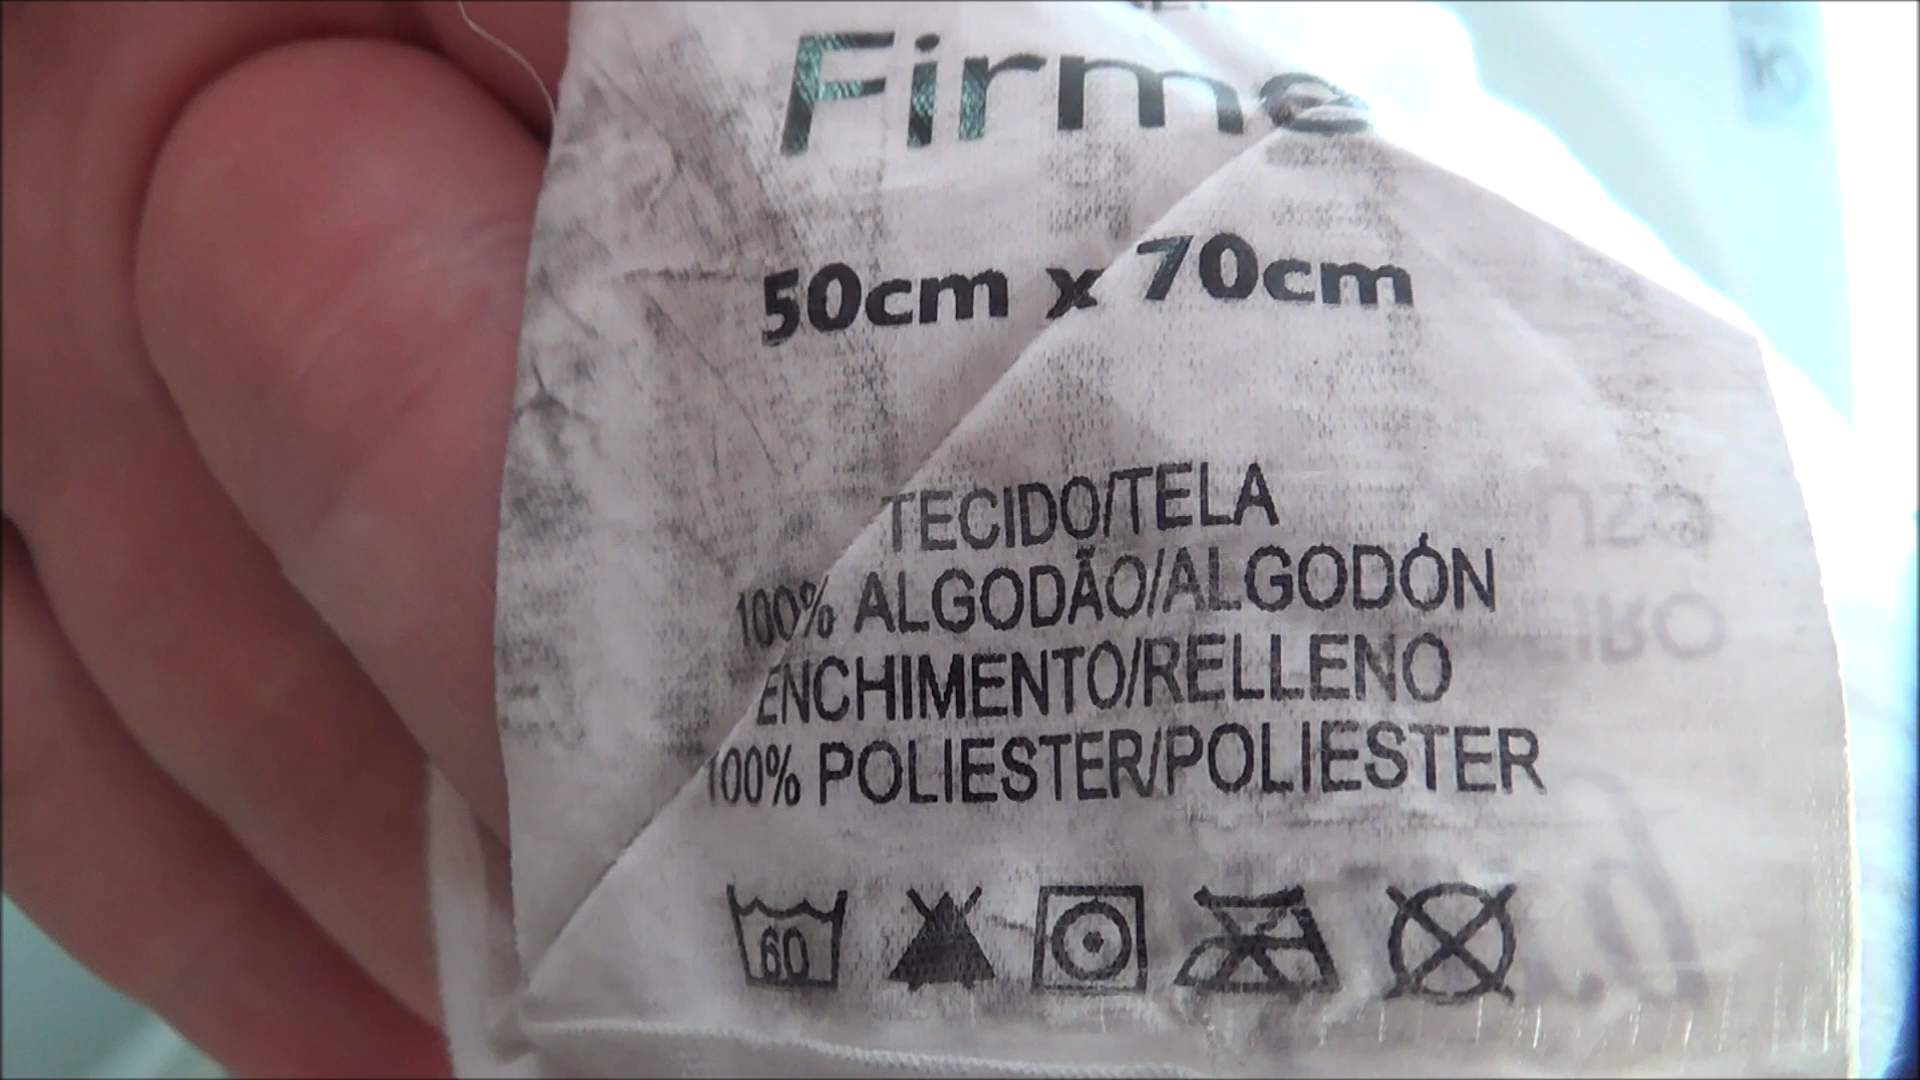 Firme
50cm x 70cm
TECIDO/TELA
100% ALGODÃO/ALGODÓN
ENCHIMENTO/RELLENO
100% POLIESTER/POLIESTER
60